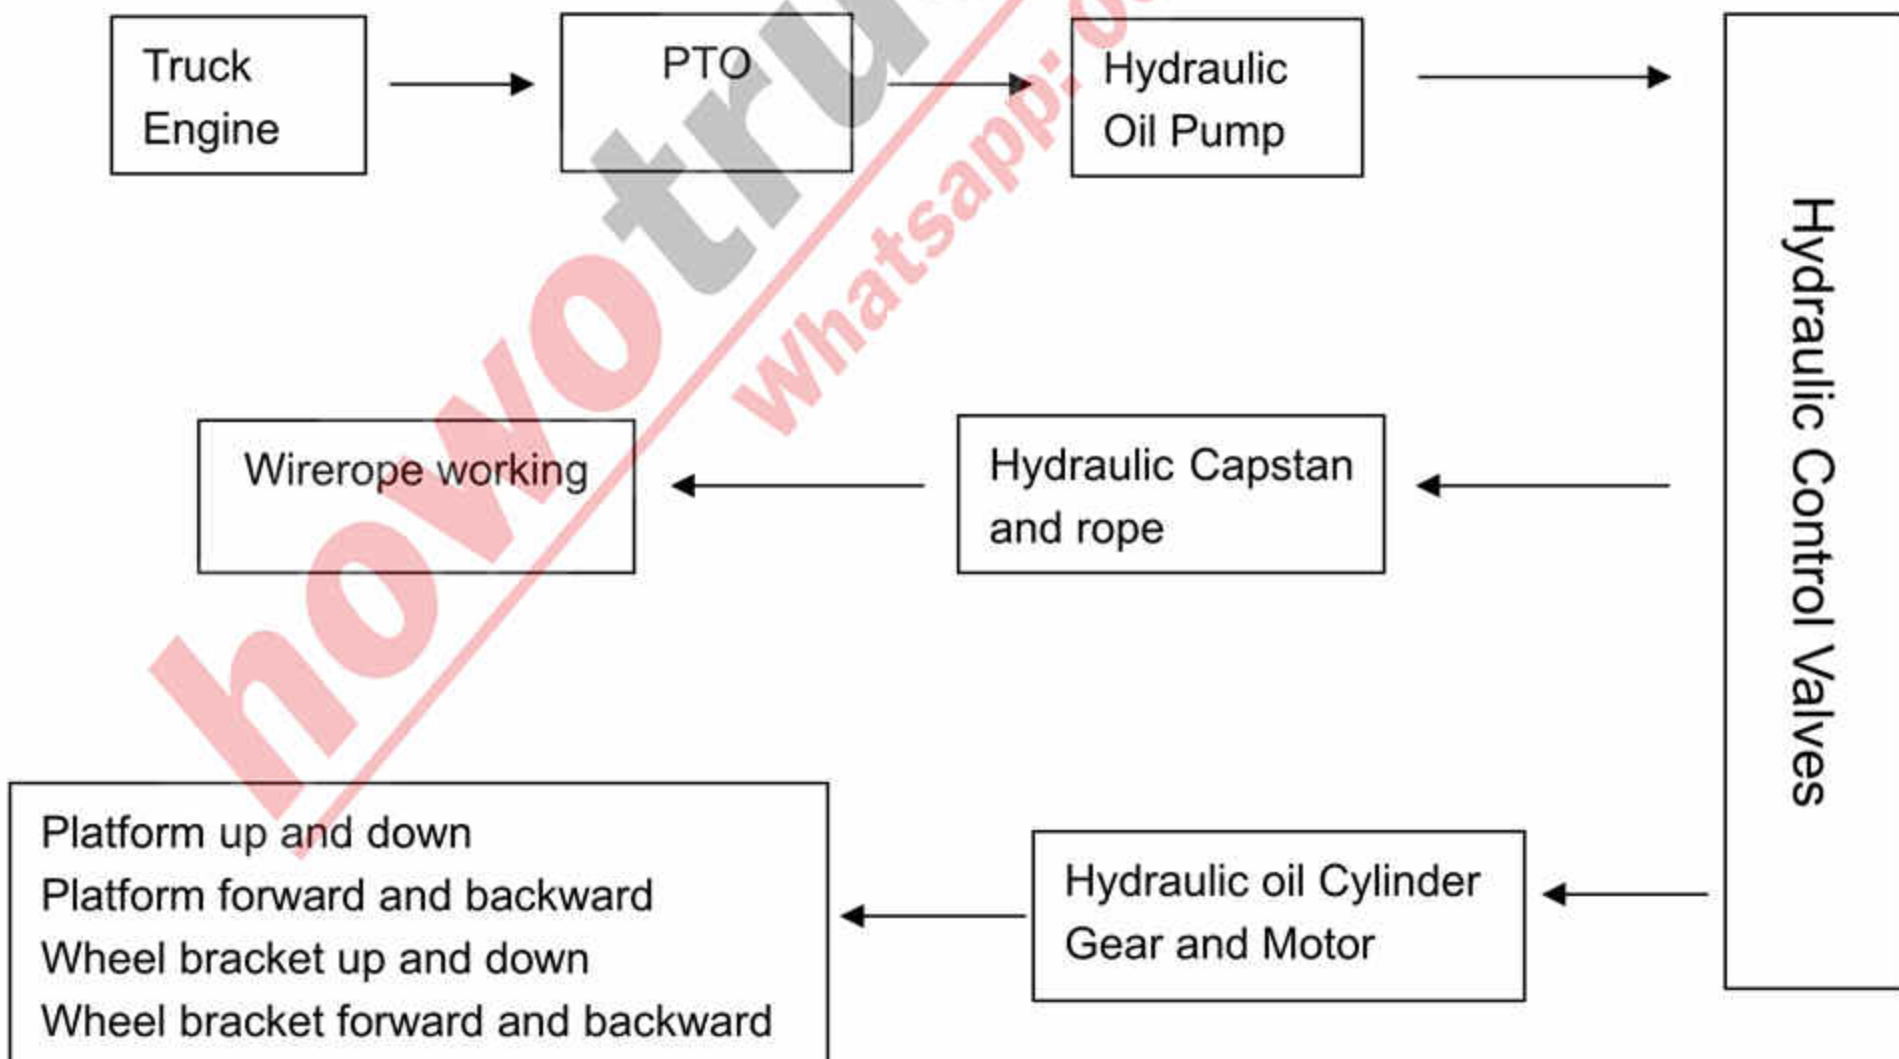 Truck
Engine
PTO
Hydraulic
Oil Pump
Hydraulic Control Valves
Wirerope working
Hydraulic Capstan
and rope
Platform up and down
Platform forward and backward
Wheel bracket up and down
Wheel bracket forward and backward
Hydraulic oil Cylinder
Gear and Motor
howotru
Whatsapp: